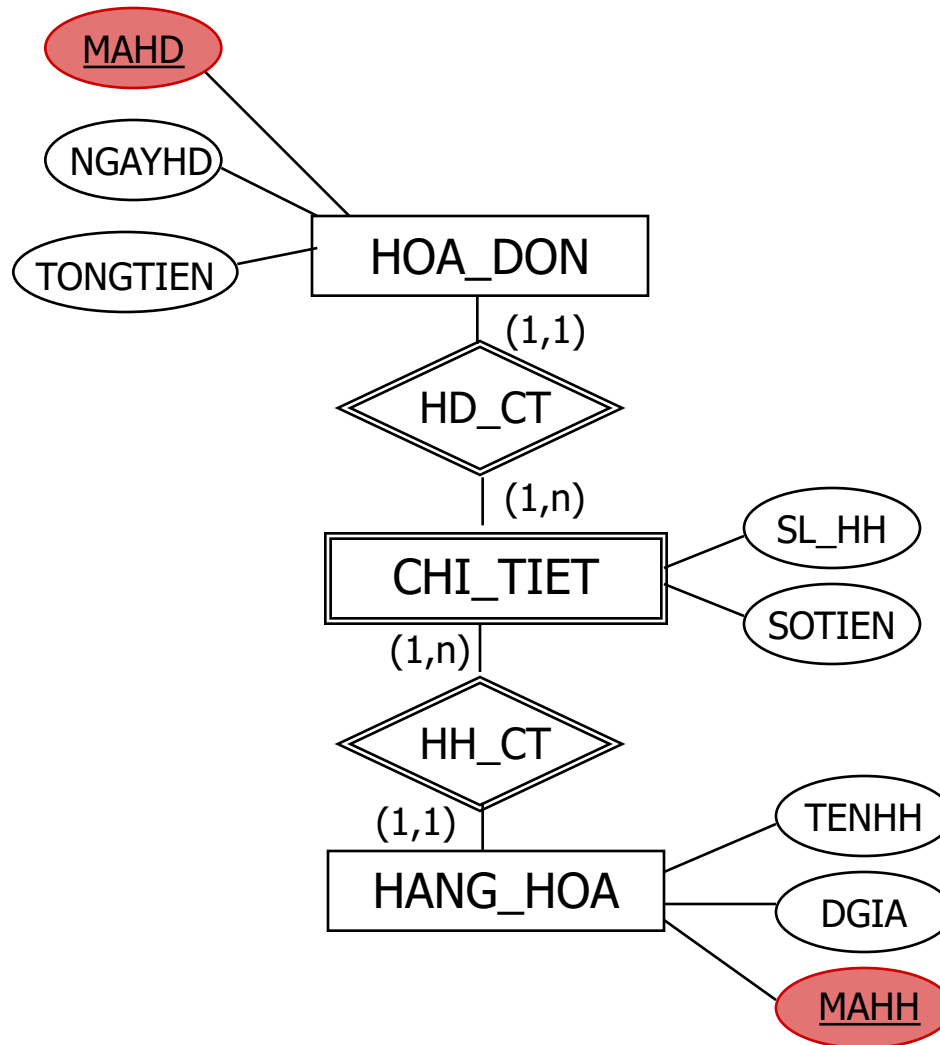 MAHD
NGAYHD
TONGTIEN
HOA_DON
(1,1)
HD_CT
(1,n)
SL_HH
CHI_TIET
SOTIEN
(1,n)
HH_CT
(1,1)
TENHH
HANG_HOA
DGIA
MAHH